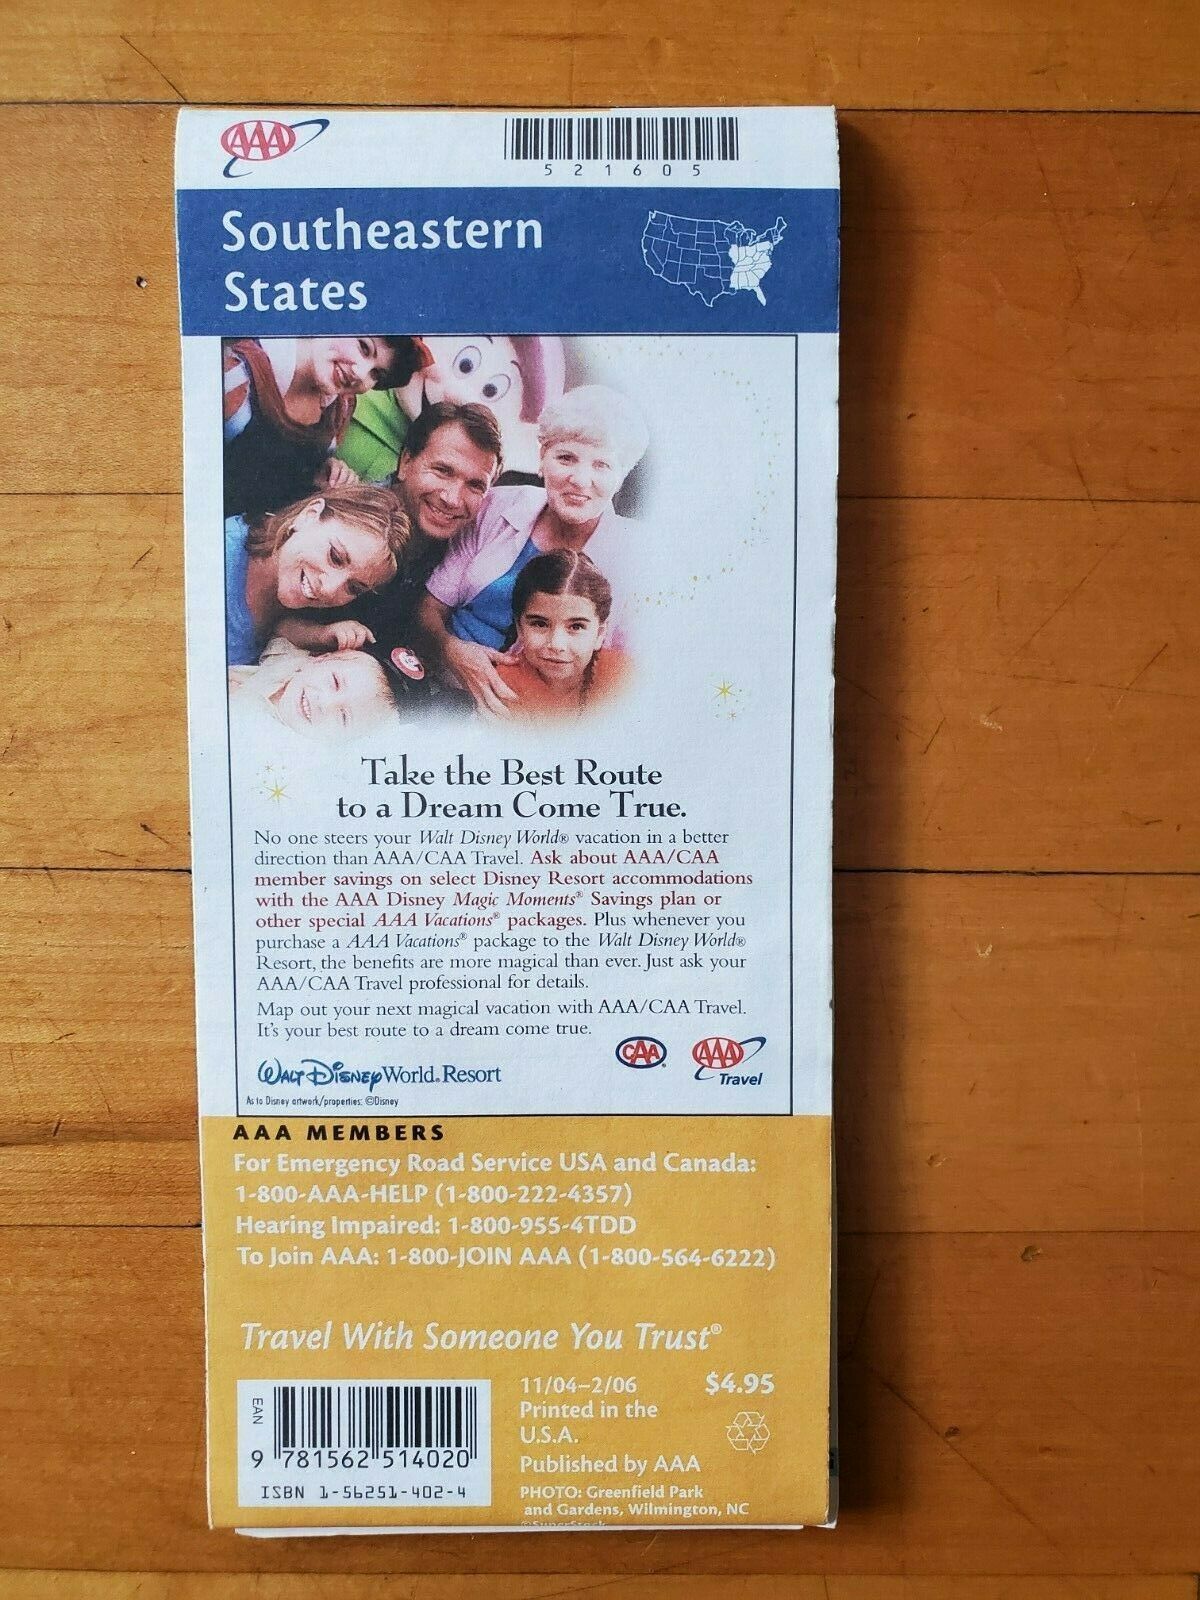 AAA
521605
Southeastern
States
Take the Best Route
to a Dream Come True.
No one steers your Walt Disney World® vacation in a better
direction than AAA/CAA Travel. Ask about AAA/CAA
member savings on select Disney Resort accommodations
with the AAA Disney Magic Moments® Savings plan or
other special AAA Vacations® packages. Plus whenever you
purchase a AAA Vacations® package to the Walt Disney World®
Resort, the benefits are more magical than ever. Just ask your
AAA/CAA Travel professional for details.
Map out your next magical vacation with AAA/CAA Travel.
It's your best route to a dream come true.
CAA®
AAA
Travel
Walt Disney World® Resort
As to Disney artwork/properties: ©Disney
AAA MEMBERS
For Emergency Road Service USA and Canada:
1-800-AAA-HELP (1-800-222-4357)
Hearing Impaired: 1-800-955-4TDD
To Join AAA: 1-800-JOIN AAA (1-800-564-6222)
Travel With Someone You Trust®
EAN
9 781562 514020
ISBN 1-56251-402-4
11/04–2/06 $4.95
Printed in the
U.S.A.
Published by AAA
PHOTO: Greenfield Park
and Gardens, Wilmington, NC
©SuperStock